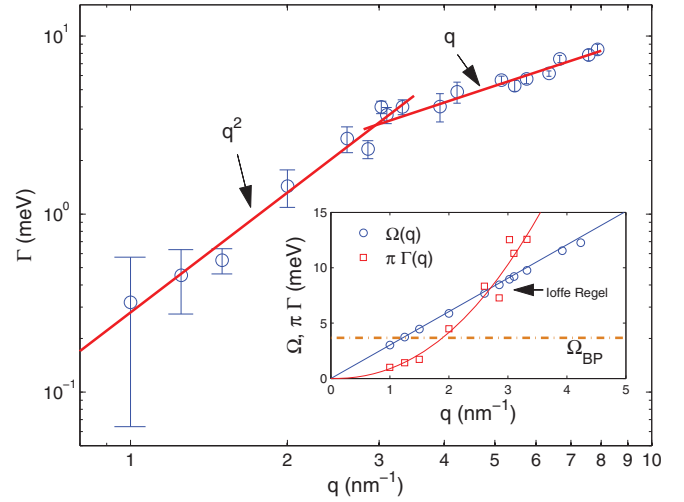 10¹
q
q²
Γ (meV)
10⁰
15
Ω(q)
π Γ(q)
10
Ioffe Regel
Ω, π Γ (meV)
5
Ω_BP
0
0 1 2 3 4 5
q (nm⁻¹)
10⁻¹
1 2 3 4 5 6 7 8 9 10
q (nm⁻¹)